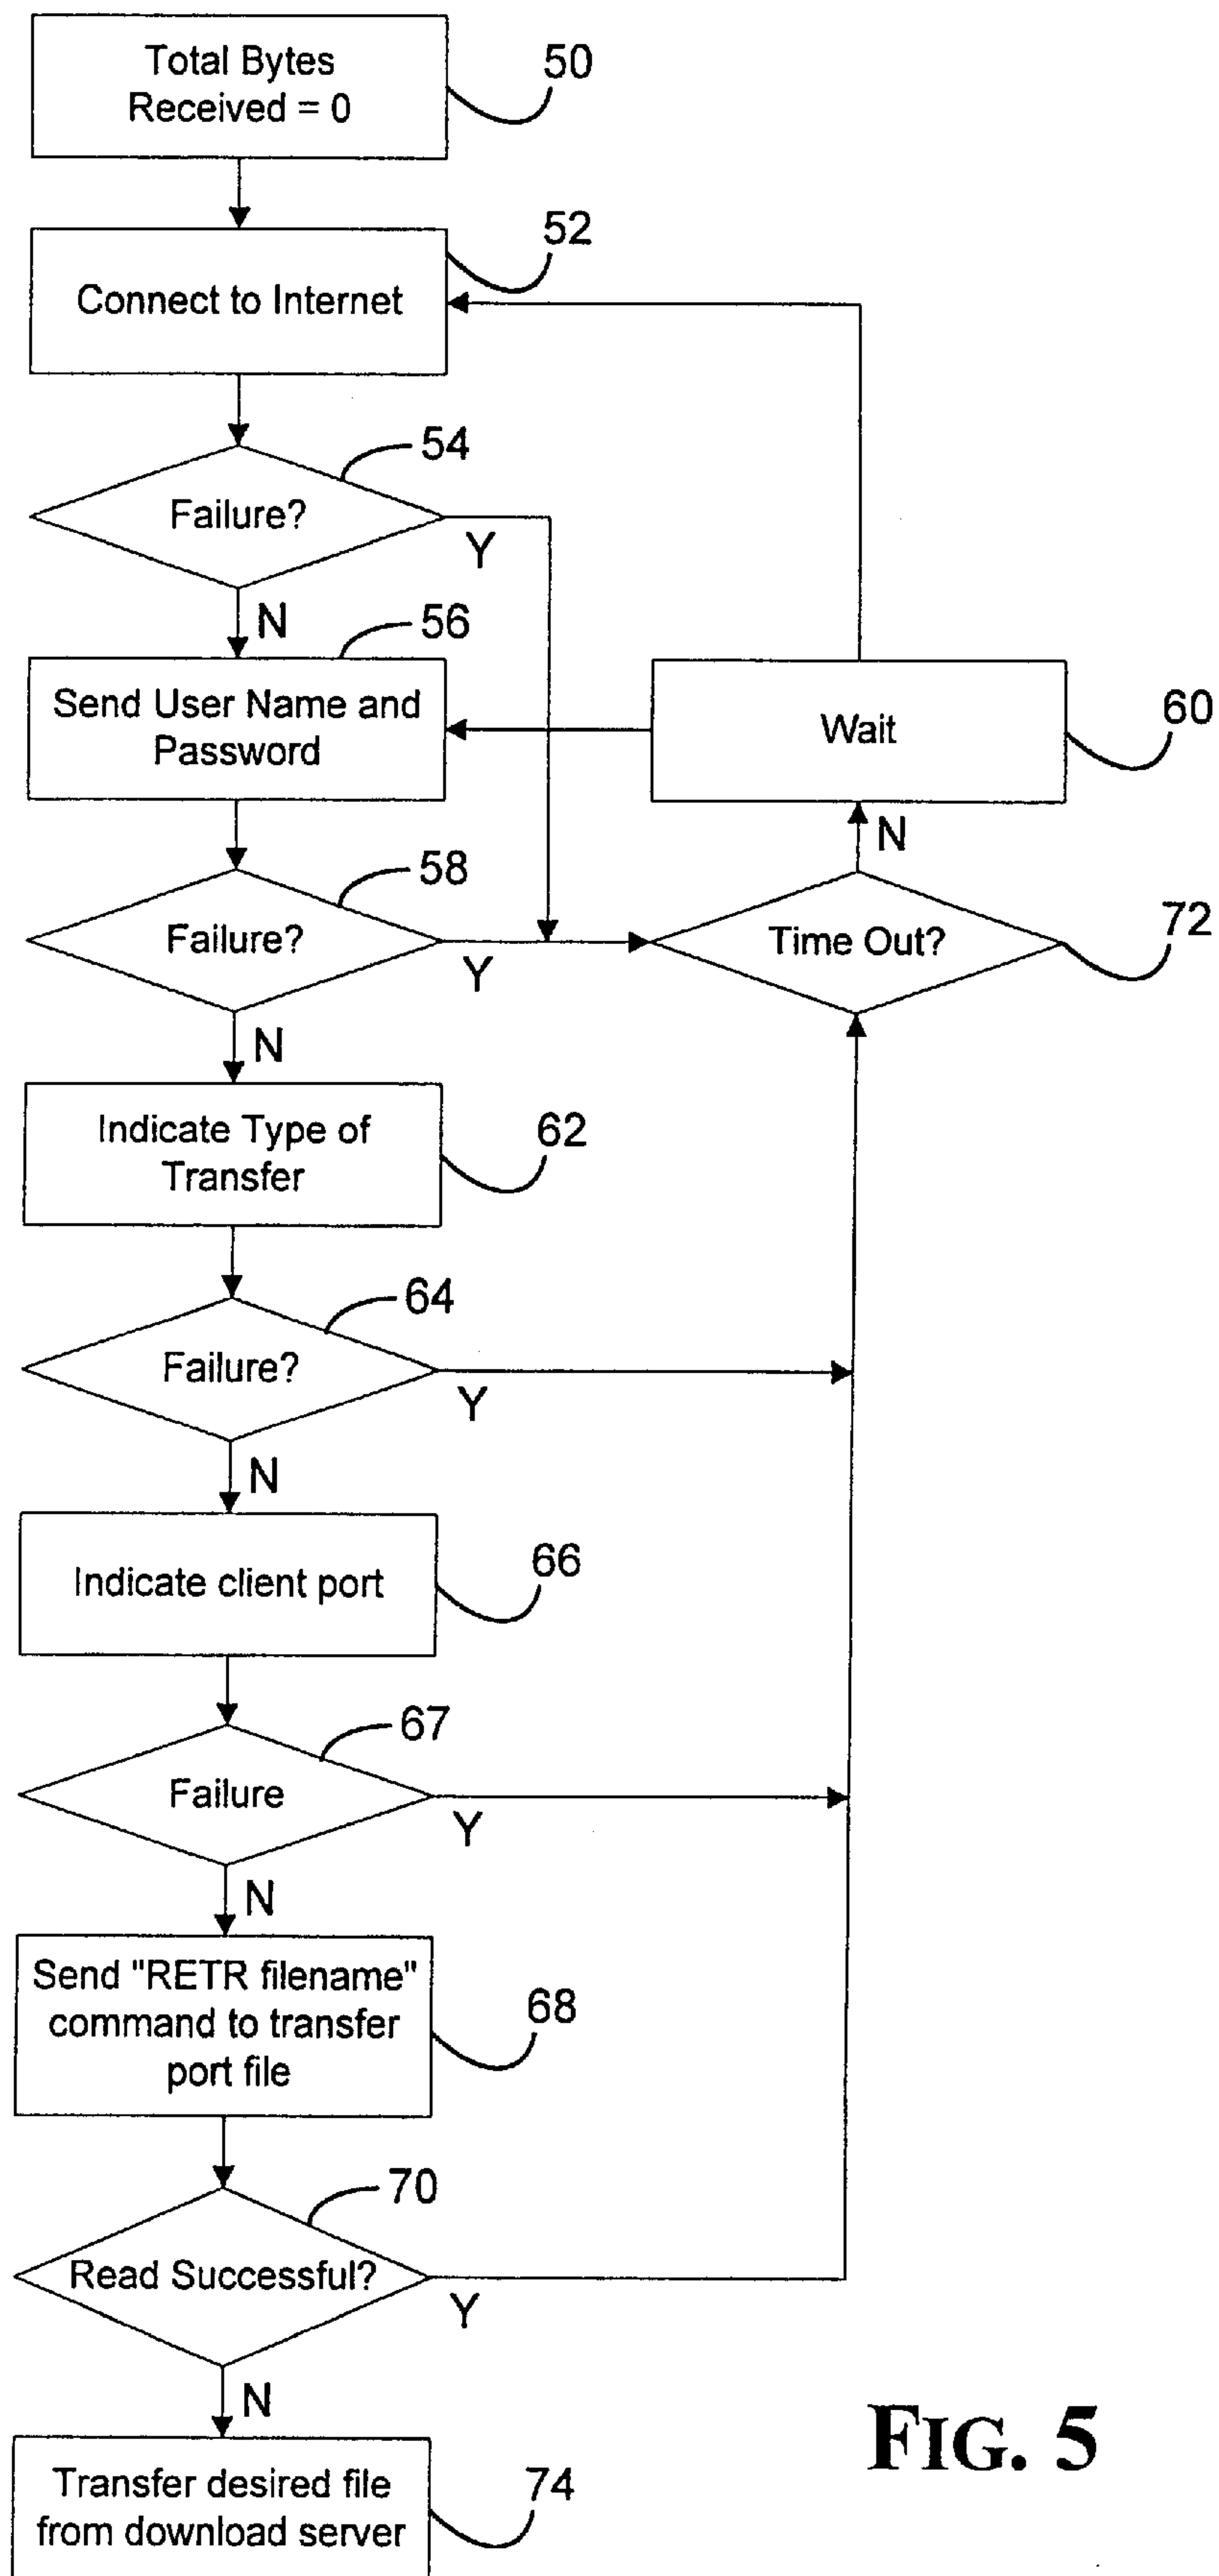 Total Bytes
Received = 0
50
Connect to Internet
52
Failure?
54
Y
N
Send User Name and
Password
56
Wait
60
N
Failure?
58
Y
Time Out?
72
N
Indicate Type of
Transfer
62
Failure?
64
Y
N
Indicate client port
66
Failure
67
Y
N
Send "RETR filename"
command to transfer
port file
68
Read Successful?
70
Y
N
Transfer desired file
from download server
74
FIG. 5